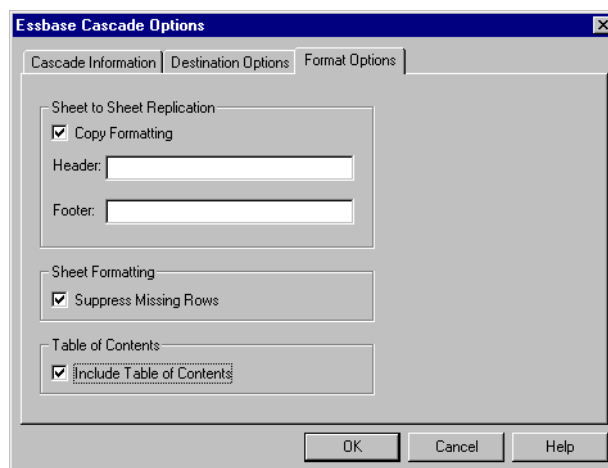 Essbase Cascade Options
Cascade Information Destination Options Format Options
Sheet to Sheet Replication
Copy Formatting
Header:
Footer:
Sheet Formatting
Suppress Missing Rows
Table of Contents
Include Table of Contents
OK Cancel Help